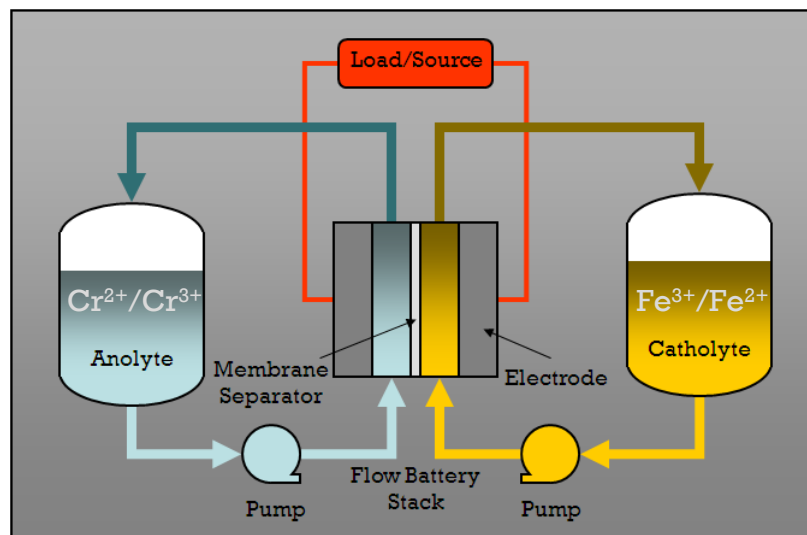 Load/Source
Cr²⁺/Cr³⁺
Anolyte
Fe³⁺/Fe²⁺
Catholyte
Membrane
Separator
Electrode
Pump
Flow Battery
Stack
Pump